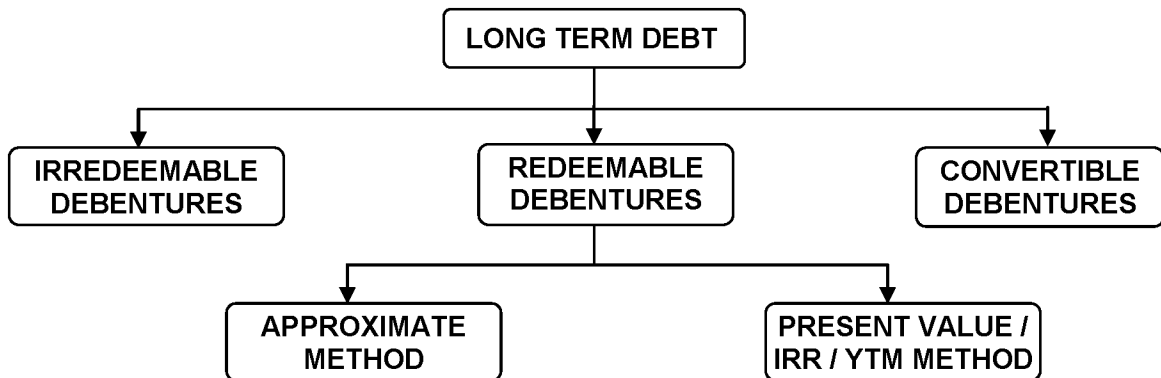 LONG TERM DEBT
IRREDEEMABLE
DEBENTURES
REDEEMABLE
DEBENTURES
CONVERTIBLE
DEBENTURES
APPROXIMATE
METHOD
PRESENT VALUE /
IRR / YTM METHOD